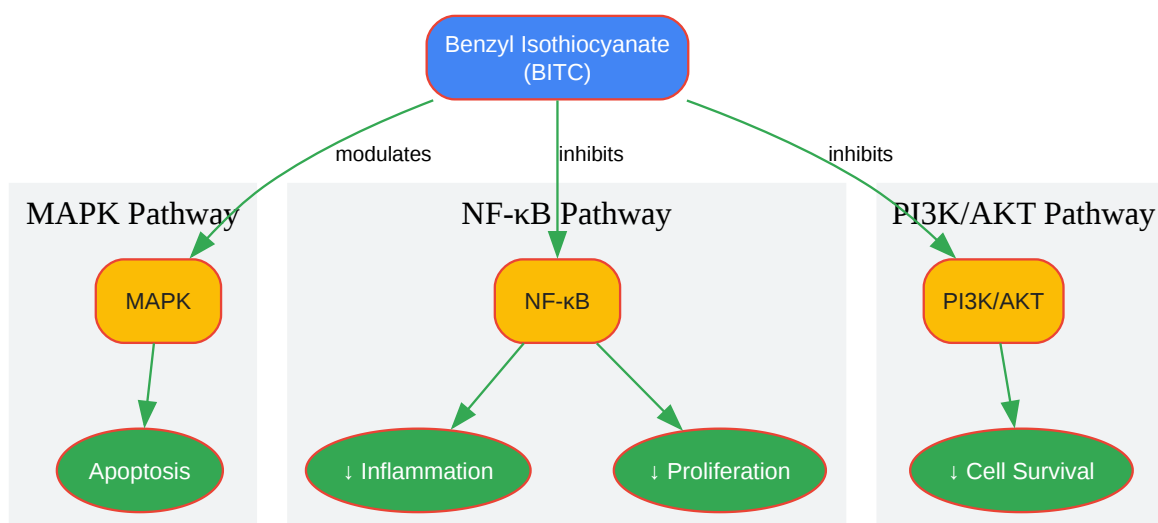 Benzyl Isothiocyanate
(BITC)
modulates
inhibits
inhibits
MAPK Pathway
NF-κB Pathway
PI3K/AKT Pathway
MAPK
NF-κB
PI3K/AKT
Apoptosis
↓ Inflammation
↓ Proliferation
↓ Cell Survival